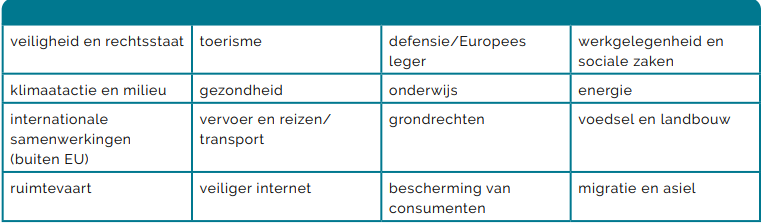 veiligheid en rechtsstaat
toerisme
defensie/Europees
leger
werkgelegenheid en
sociale zaken
klimaatactie en milieu
gezondheid
onderwijs
energie
internationale
samenwerkingen
(buiten EU)
vervoer en reizen/
transport
grondrechten
voedsel en landbouw
ruimtevaart
veiliger internet
bescherming van
consumenten
migratie en asiel